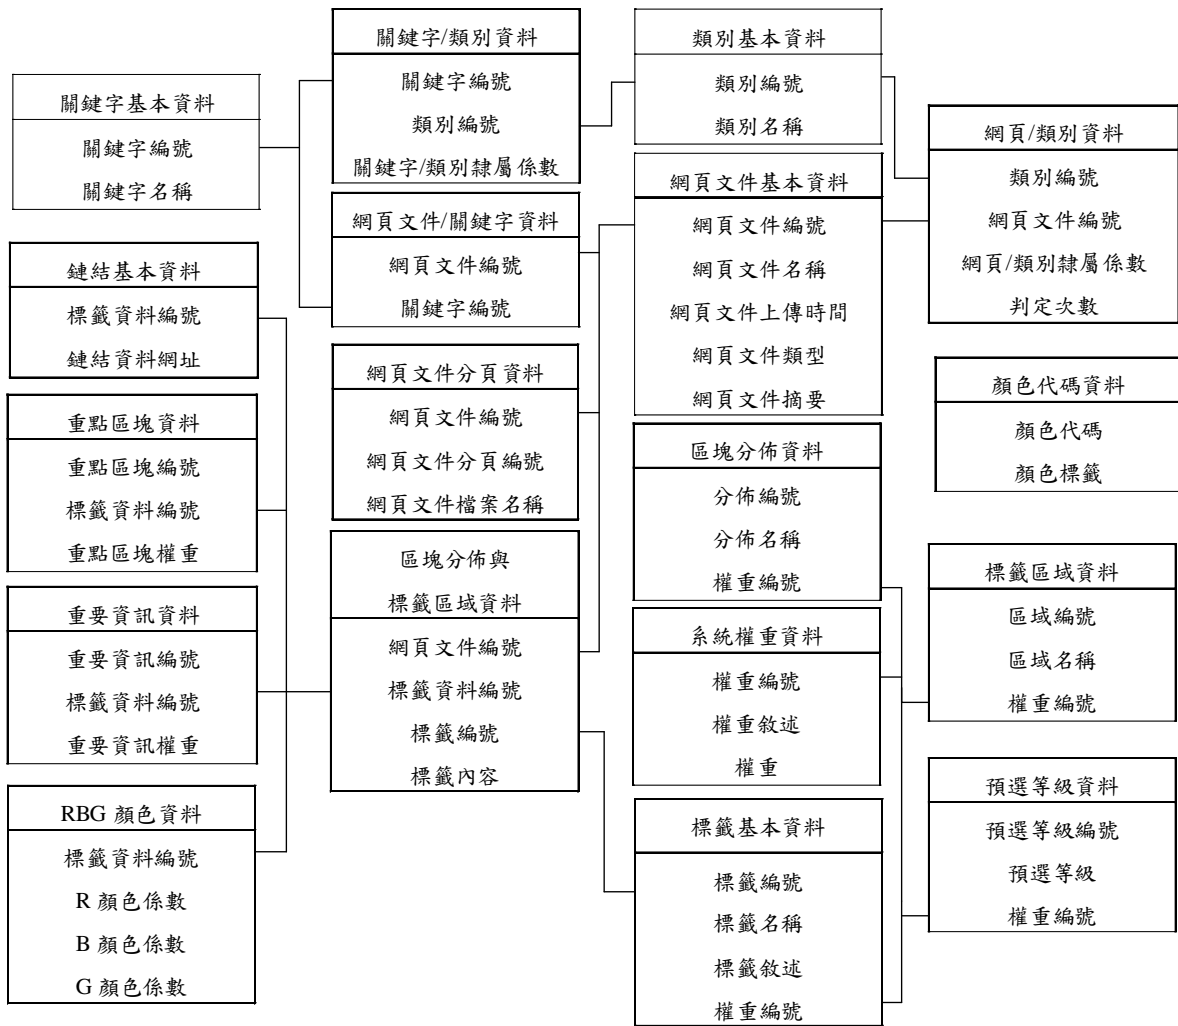 關鍵字基本資料
關鍵字編號
關鍵字名稱
鏈結基本資料
標籤資料編號
鏈結資料網址
重點區塊資料
重點區塊編號
標籤資料編號
重點區塊權重
重要資訊資料
重要資訊編號
標籤資料編號
重要資訊權重
RBG 顏色資料
標籤資料編號
R 顏色係數
B 顏色係數
G 顏色係數
關鍵字/類別資料
關鍵字編號
類別編號
關鍵字/類別隸屬係數
網頁文件/關鍵字資料
網頁文件編號
關鍵字編號
網頁文件分頁資料
網頁文件編號
網頁文件分頁編號
網頁文件檔案名稱
區塊分佈與
標籤區域資料
網頁文件編號
標籤資料編號
標籤編號
標籤內容
類別基本資料
類別編號
類別名稱
網頁文件基本資料
網頁文件編號
網頁文件名稱
網頁文件上傳時間
網頁文件類型
網頁文件摘要
區塊分佈資料
分佈編號
分佈名稱
權重編號
系統權重資料
權重編號
權重敘述
權重
標籤基本資料
標籤編號
標籤名稱
標籤敘述
權重編號
網頁/類別資料
類別編號
網頁文件編號
網頁/類別隸屬係數
判定次數
顏色代碼資料
顏色代碼
顏色標籤
標籤區域資料
區域編號
區域名稱
權重編號
預選等級資料
預選等級編號
預選等級
權重編號